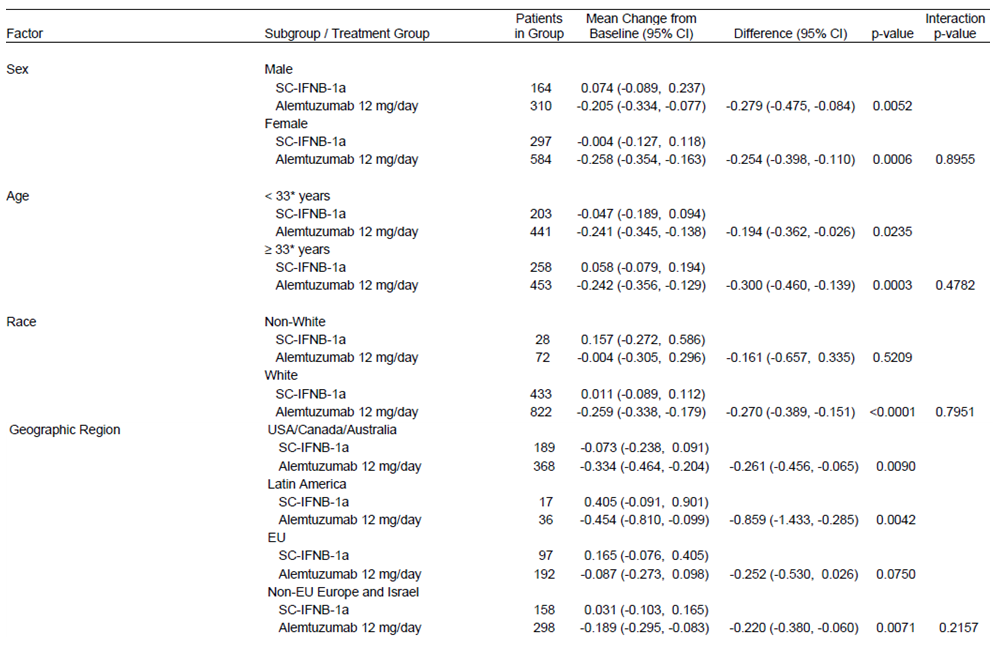 Patients Mean Change from Interaction
Factor Subgroup / Treatment Group in Group Baseline (95% CI) Difference (95% CI) p-value p-value
Sex Male
SC-IFNB-1a 164 0.074 (-0.089, 0.237)
Alemtuzumab 12 mg/day 310 -0.205 (-0.334, -0.077) -0.279 (-0.475, -0.084) 0.0052
Female
SC-IFNB-1a 297 -0.004 (-0.127, 0.118)
Alemtuzumab 12 mg/day 584 -0.258 (-0.354, -0.163) -0.254 (-0.398, -0.110) 0.0006 0.8955
Age < 33* years
SC-IFNB-1a 203 -0.047 (-0.189, 0.094)
Alemtuzumab 12 mg/day 441 -0.241 (-0.345, -0.138) -0.194 (-0.362, -0.026) 0.0235
≥ 33* years
SC-IFNB-1a 258 0.058 (-0.079, 0.194)
Alemtuzumab 12 mg/day 453 -0.242 (-0.356, -0.129) -0.300 (-0.460, -0.139) 0.0003 0.4782
Race Non-White
SC-IFNB-1a 28 0.157 (-0.272, 0.586)
Alemtuzumab 12 mg/day 72 -0.004 (-0.305, 0.296) -0.161 (-0.657, 0.335) 0.5209
White
SC-IFNB-1a 433 0.011 (-0.089, 0.112)
Alemtuzumab 12 mg/day 822 -0.259 (-0.338, -0.179) -0.270 (-0.389, -0.151) <0.0001 0.7951
Geographic Region USA/Canada/Australia
SC-IFNB-1a 189 -0.073 (-0.238, 0.091)
Alemtuzumab 12 mg/day 368 -0.334 (-0.464, -0.204) -0.261 (-0.456, -0.065) 0.0090
Latin America
SC-IFNB-1a 17 0.405 (-0.091, 0.901)
Alemtuzumab 12 mg/day 36 -0.454 (-0.810, -0.099) -0.859 (-1.433, -0.285) 0.0042
EU
SC-IFNB-1a 97 0.165 (-0.076, 0.405)
Alemtuzumab 12 mg/day 192 -0.087 (-0.273, 0.098) -0.252 (-0.530, 0.026) 0.0750
Non-EU Europe and Israel
SC-IFNB-1a 158 0.031 (-0.103, 0.165)
Alemtuzumab 12 mg/day 298 -0.189 (-0.295, -0.083) -0.220 (-0.380, -0.060) 0.0071 0.2157